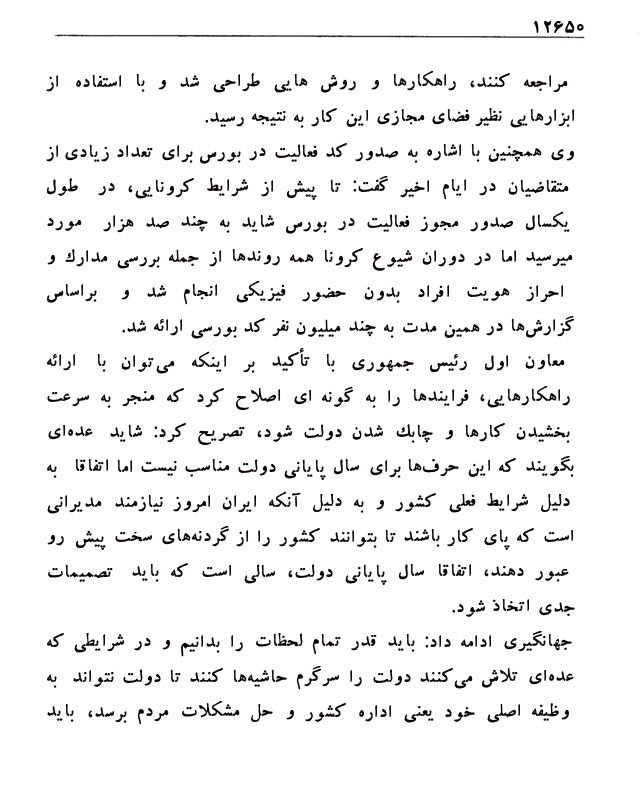 ۱۲۶۵۰
مراجعه کنند، راهکارها و روش هایی طراحی شد و با استفاده از
ابزارهایی نظیر فضای مجازی این کار به نتیجه رسید.
وی همچنین با اشاره به صدور کد فعالیت در بورس برای تعداد زیادی از
متقاضیان در ایام اخیر گفت: تا پیش از شرایط کرونایی، در طول
یکسال صدور مجوز فعالیت در بورس شاید به چند صد هزار مورد
میرسید اما در دوران شیوع کرونا همه روندها از جمله بررسی مدارك و
احراز هویت افراد بدون حضور فیزیکی انجام شد و براساس
گزارش‌ها در همین مدت به چند میلیون نفر کد بورسی ارائه شد.
معاون اول رئیس جمهوری با تأکید بر اینکه می‌توان با ارائه
راهکارهایی، فرایندها را به گونه ای اصلاح کرد که منجر به سرعت
بخشیدن کارها و چابك شدن دولت شود، تصریح کرد: شاید عده‌ای
بگویند که این حرف‌ها برای سال پایانی دولت مناسب نیست اما اتفاقا به
دلیل شرایط فعلی کشور و به دلیل آنکه ایران امروز نیازمند مدیرانی
است که پای کار باشند تا بتوانند کشور را از گردنه‌های سخت پیش رو
عبور دهند، اتفاقا سال پایانی دولت، سالی است که باید تصمیمات
جدی اتخاذ شود.
جهانگیری ادامه داد: باید قدر تمام لحظات را بدانیم و در شرایطی که
عده‌ای تلاش می‌کنند دولت را سرگرم حاشیه‌ها کنند تا دولت نتواند به
وظیفه اصلی خود یعنی اداره کشور و حل مشکلات مردم برسد، باید